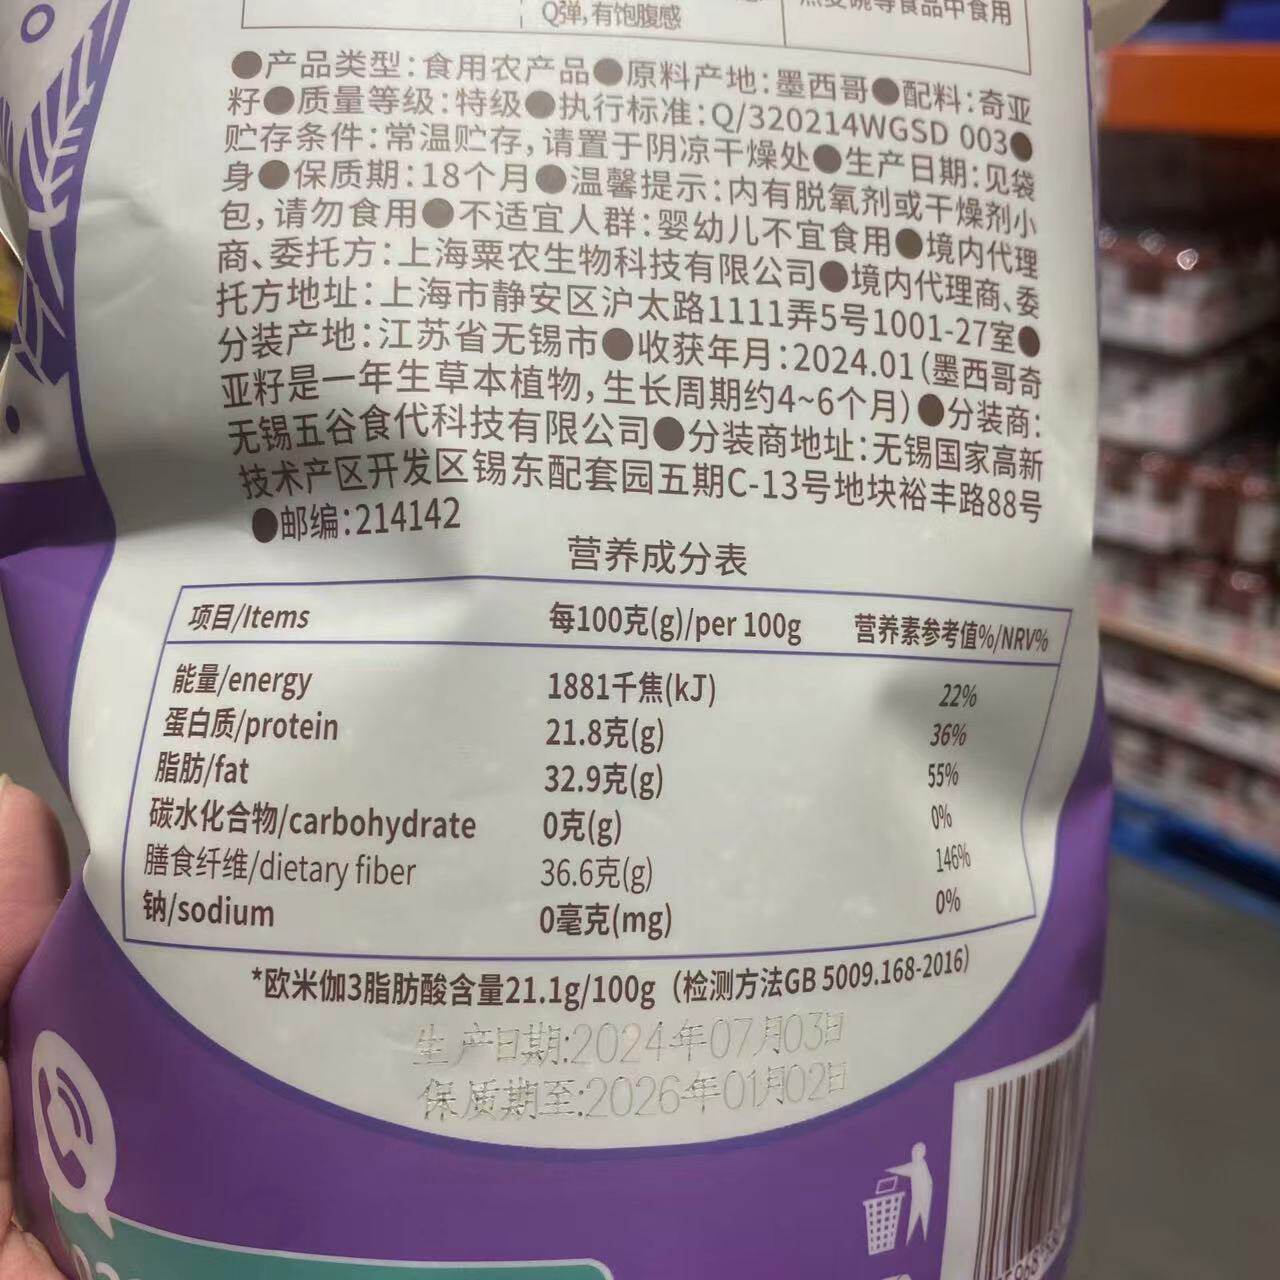 Q弹,有饱腹感
燕麦碗等食品中食用
●产品类型:食用农产品●原料产地:墨西哥●配料:奇亚
籽●质量等级:特级●执行标准:Q/320214WGSD 003●
贮存条件:常温贮存,请置于阴凉干燥处●生产日期:见袋
身●保质期:18个月●温馨提示:内有脱氧剂或干燥剂小
包,请勿食用●不适宜人群:婴幼儿不宜食用●境内代理
商、委托方:上海粟农生物科技有限公司●境内代理商、委
托方地址:上海市静安区沪太路1111弄5号1001-27室●
分装产地:江苏省无锡市●收获年月:2024.01(墨西哥奇
亚籽是一年生草本植物,生长周期约4~6个月)●分装商:
无锡五谷食代科技有限公司●分装商地址:无锡国家高新
技术产区开发区锡东配套园五期C-13号地块裕丰路88号
●邮编:214142
营养成分表
项目/Items 每100克(g)/per 100g 营养素参考值%/NRV%
能量/energy 1881千焦(kJ) 22%
蛋白质/protein 21.8克(g) 36%
脂肪/fat 32.9克(g) 55%
碳水化合物/carbohydrate 0克(g) 0%
膳食纤维/dietary fiber 36.6克(g) 146%
钠/sodium 0毫克(mg) 0%
*欧米伽3脂肪酸含量21.1g/100g(检测方法GB 5009.168-2016)
生产日期:2024年07月03日
保质期至:2026年01月02日